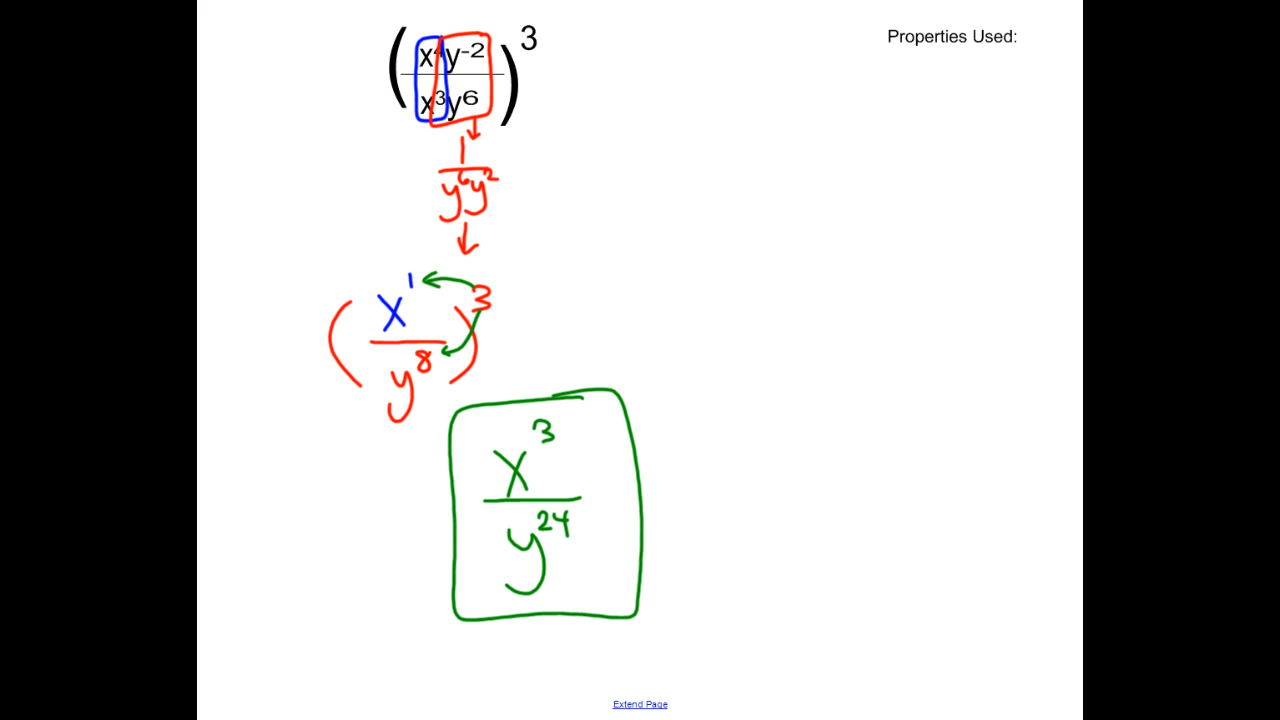 (x⁴y⁻² / x³y⁶)³
Properties Used:
1 / y⁶y²
(x¹ / y⁸)³
x³ / y²⁴
Extend Page